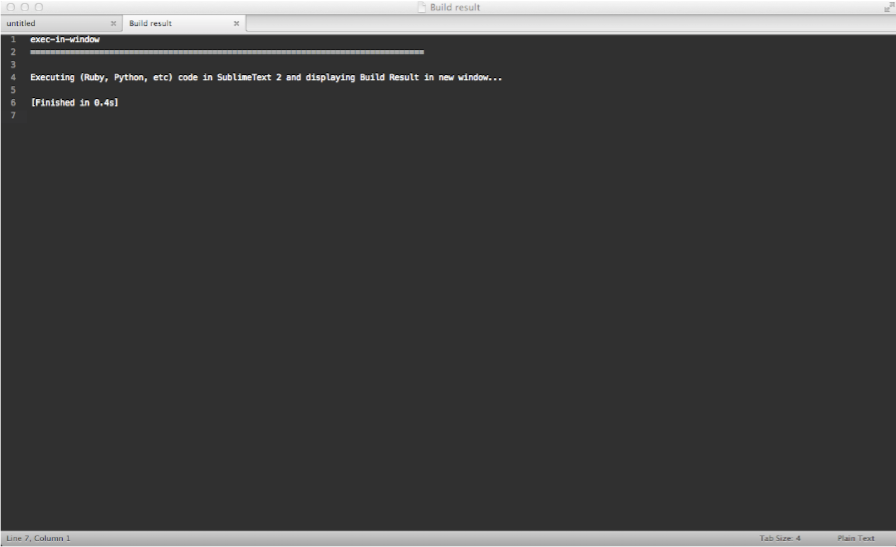 Build result
untitled
Build result
1 exec-in-window
2 ================================================================================
3
4 Executing (Ruby, Python, etc) code in SublimeText 2 and displaying Build Result in new window...
5
6 [Finished in 0.4s]
7
Line 7, Column 1
Tab Size: 4
Plain Text